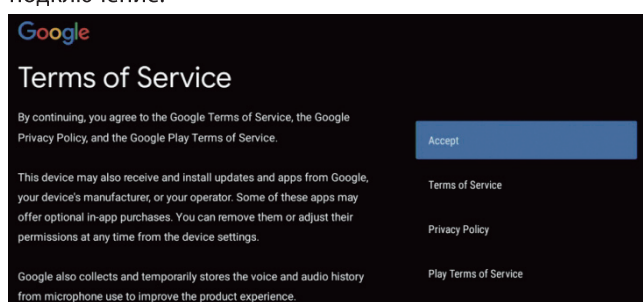 подключение.
Google
Terms of Service
By continuing, you agree to the Google Terms of Service, the Google
Privacy Policy, and the Google Play Terms of Service.
This device may also receive and install updates and apps from Google,
your device's manufacturer, or your operator. Some of these apps may
offer optional in-app purchases. You can remove them or adjust their
permissions at any time from the device settings.
Google also collects and temporarily stores the voice and audio history
from microphone use to improve the product experience.
Accept
Terms of Service
Privacy Policy
Play Terms of Service